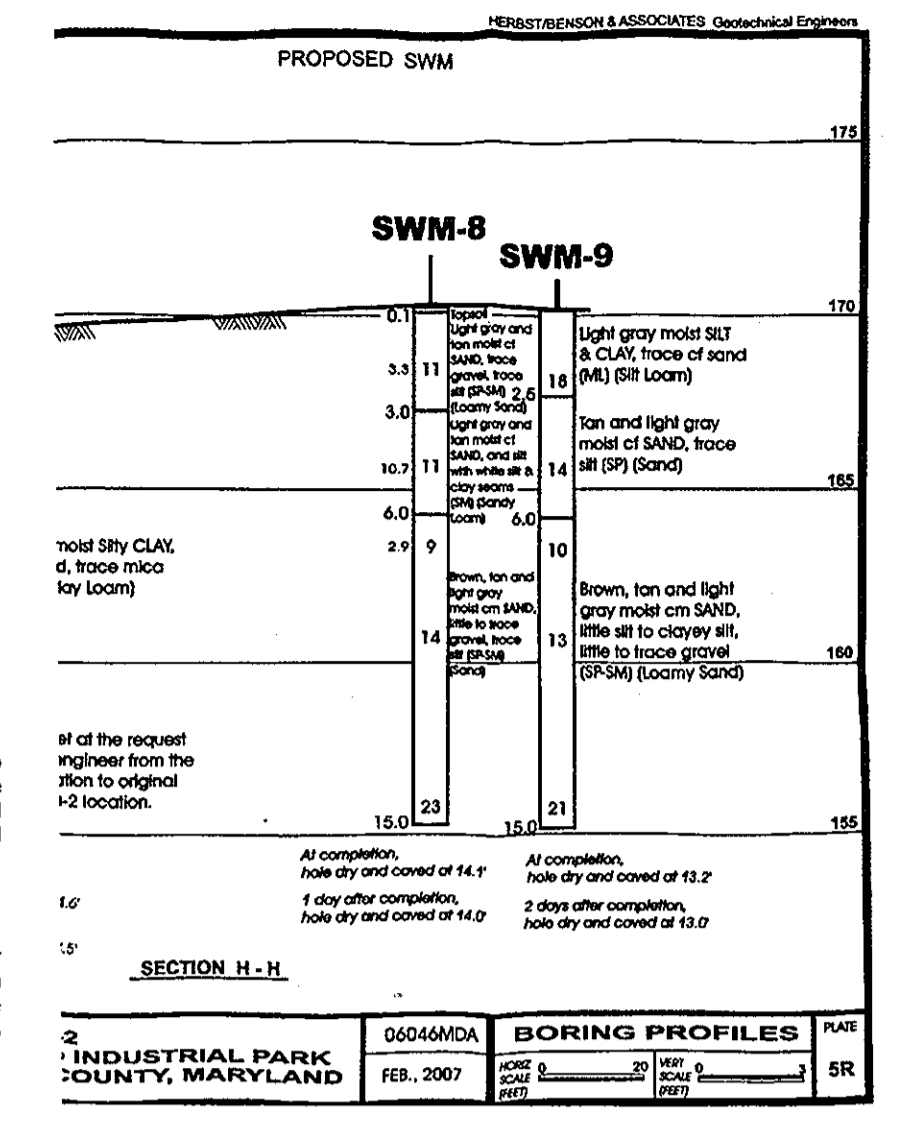 HERBST/BENSON & ASSOCIATES Geotechnical Engineers
PROPOSED SWM
175
SWM-8
SWM-9
170
0.1
Topsoil
Light gray and
tan moist cf
SAND, trace
gravel, trace
silt (SP-SM)
(Loamy Sand)
3.3
11
3.0
Light gray and
tan moist cf
SAND, and silt
with white silt &
clay seams
(SM) (Sandy
Loam)
10.7
11
6.0
2.9
9
Brown, tan and
light gray
moist cm SAND,
little to trace
gravel, trace
silt (SP-SM)
(Sand)
14
23
15.0
18
2.5
Light gray moist SILT
& CLAY, trace cf sand
(ML) (Silt Loam)
14
Tan and light gray
moist cf SAND, trace
silt (SP) (Sand)
165
6.0
10
13
Brown, tan and light
gray moist cm SAND,
little silt to clayey silt,
little to trace gravel
(SP-SM) (Loamy Sand)
160
21
15.0
155
moist Silty CLAY,
d, trace mica
lay Loam)
et at the request
engineer from the
ation to original
-2 location.
At completion,
hole dry and caved at 14.1'
1 day after completion,
hole dry and caved at 14.0'
At completion,
hole dry and caved at 13.2'
2 days after completion,
hole dry and caved at 13.0'
1.6'
.5'
SECTION H - H
-2
INDUSTRIAL PARK
COUNTY, MARYLAND
06046MDA
FEB., 2007
BORING PROFILES
HORIZ SCALE (FEET) 0 20
VERT SCALE (FEET) 0 3
PLATE
5R